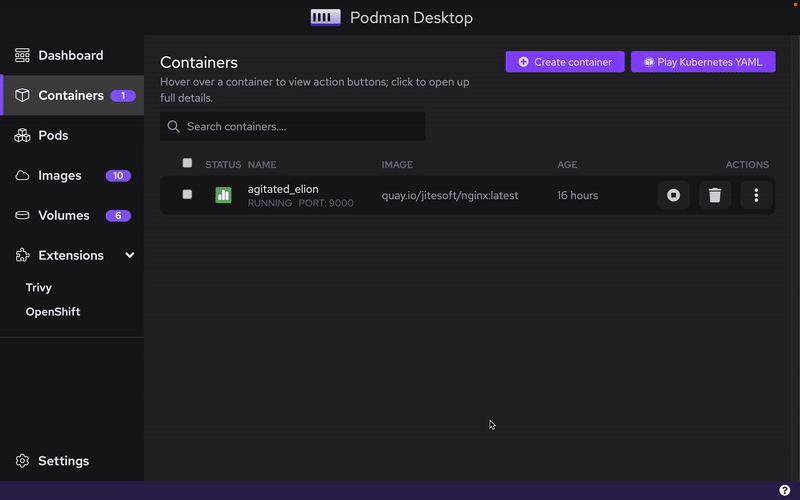 Podman Desktop
Dashboard
Containers 1
Pods
Images 10
Volumes 6
Extensions
Trivy
OpenShift
Settings
Containers
Create container
Play Kubernetes YAML
Hover over a container to view action buttons; click to open up
full details.
Search containers....
STATUS NAME IMAGE AGE ACTIONS
agitated_elion
RUNNING PORT: 9000
quay.io/jitesoft/nginx:latest
16 hours
?